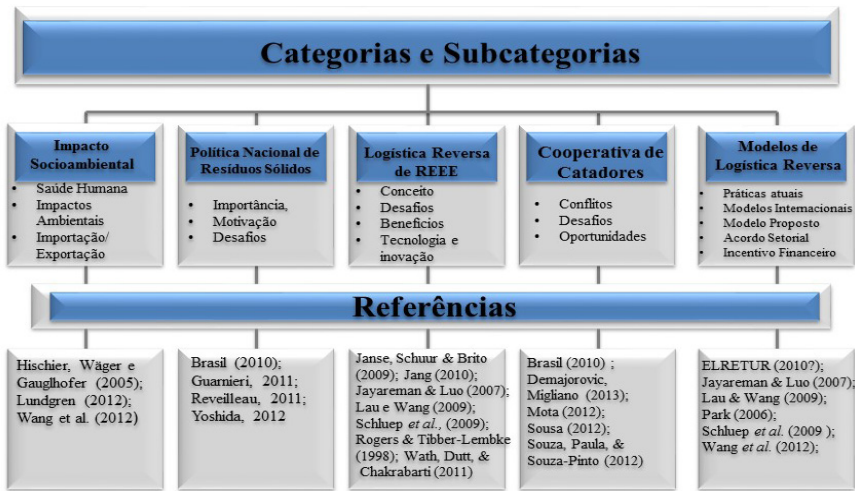 Categorias e Subcategorias
Impacto
Socioambiental
• Saúde Humana
• Impactos
Ambientais
• Importação/
Exportação
Política Nacional de
Resíduos Sólidos
• Importância,
• Motivação
• Desafios
Logística Reversa
de REEE
• Conceito
• Desafios
• Benefícios
• Tecnologia e
inovação
Cooperativa de
Catadores
• Conflitos
• Desafios
• Oportunidades
Modelos de
Logística Reversa
• Práticas atuais
• Modelos Internacionais
• Modelo Proposto
• Acordo Setorial
• Incentivo Financeiro
Referências
Hischier, Wäger e
Gauglhofer (2005);
Lundgren (2012);
Wang et al. (2012)
Brasil (2010);
Guarnieri, 2011;
Reveilleau, 2011;
Yoshida, 2012
Janse, Schuur & Brito
(2009); Jang (2010);
Jayareman & Luo (2007);
Lau e Wang (2009);
Schluep et al., (2009);
Rogers & Tibber-Lembke
(1998); Wath, Dutt, &
Chakrabarti (2011)
Brasil (2010) ;
Demajorovic,
Migliano (2013);
Mota (2012);
Sousa (2012);
Souza, Paula, &
Souza-Pinto (2012)
ELRETUR (2010?);
Jayareman & Luo (2007);
Lau & Wang (2009);
Park (2006);
Schluep et al. (2009 );
Wang et al. (2012);